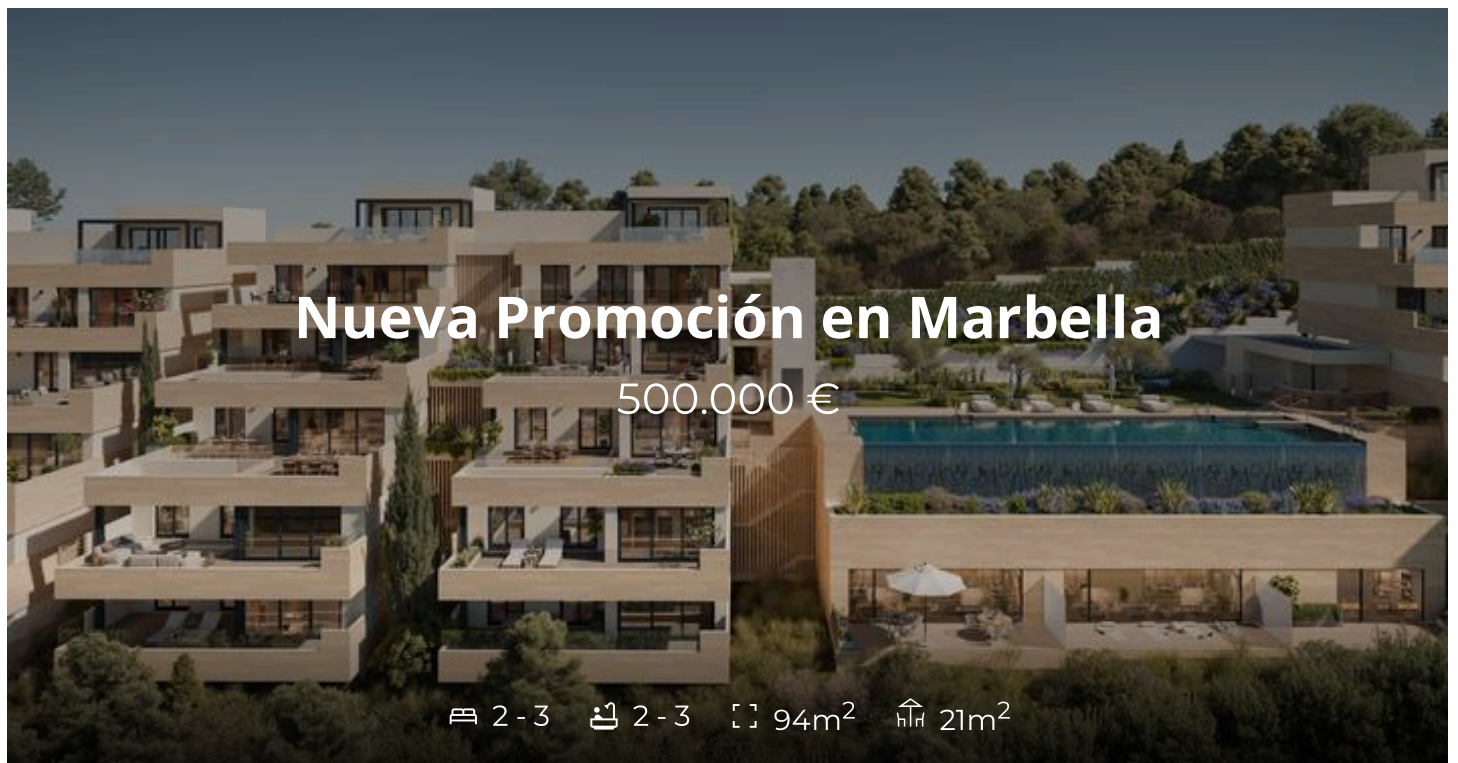 Nueva Promoción en Marbella
500.000 €
2 - 3 2 - 3 94m² 21m²